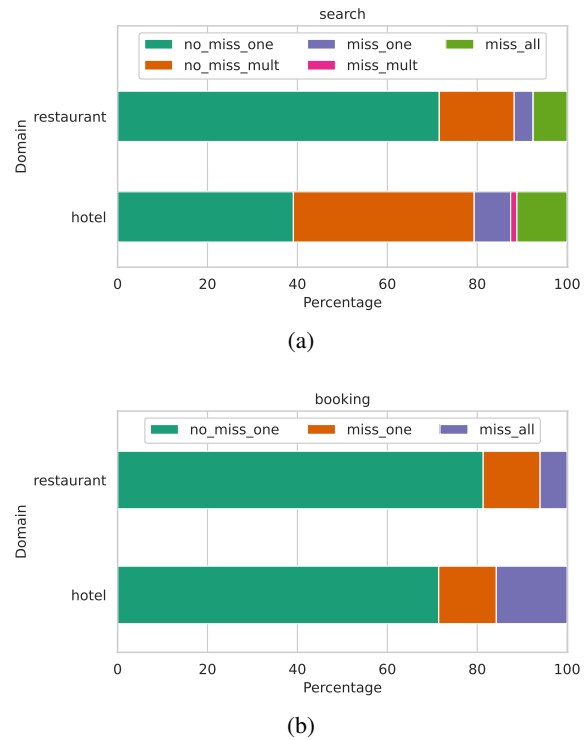 search
no_miss_one miss_one miss_all
no_miss_mult miss_mult
restaurant
Domain
hotel
0 20 40 60 80 100
Percentage
(a)
booking
no_miss_one miss_one miss_all
restaurant
Domain
hotel
0 20 40 60 80 100
Percentage
(b)